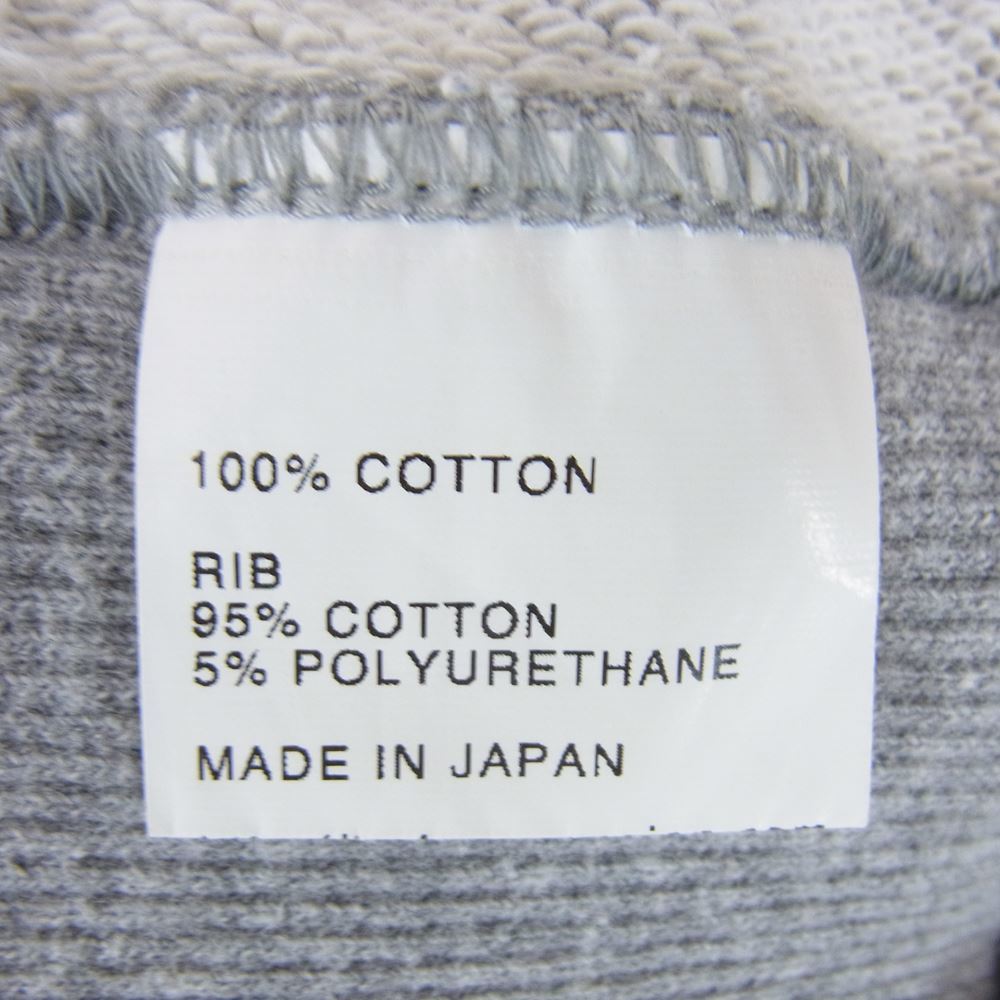 100% COTTON
RIB
95% COTTON
5% POLYURETHANE
MADE IN JAPAN